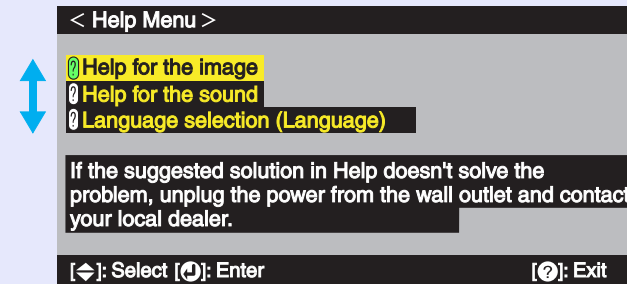 < Help Menu >
? Help for the image
? Help for the sound
? Language selection (Language)
If the suggested solution in Help doesn't solve the
problem, unplug the power from the wall outlet and contact
your local dealer.
[◆]: Select [⏎]: Enter [?]: Exit